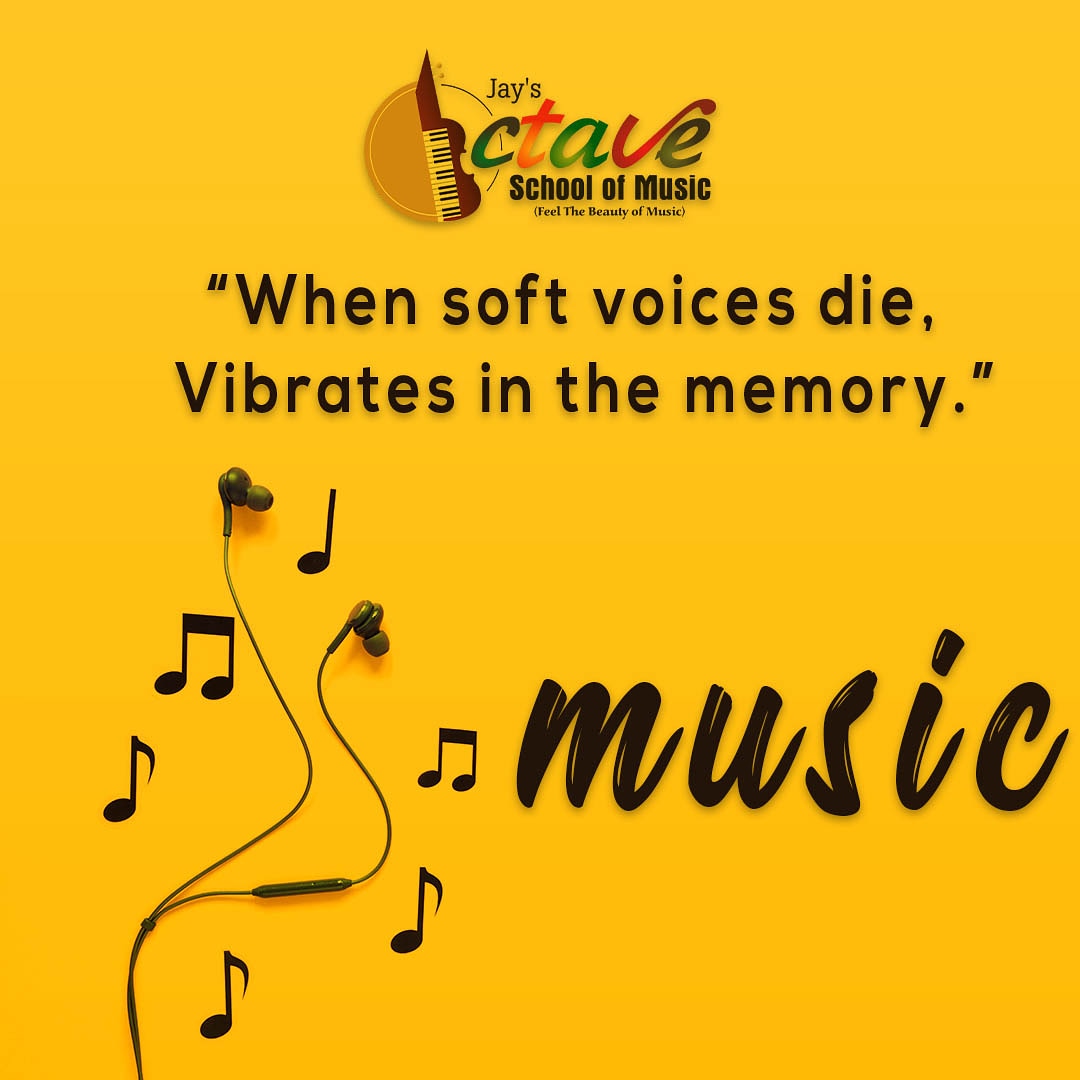 Jay's
Octave
School of Music
(Feel The Beauty of Music)
“When soft voices die,
Vibrates in the memory.”
music